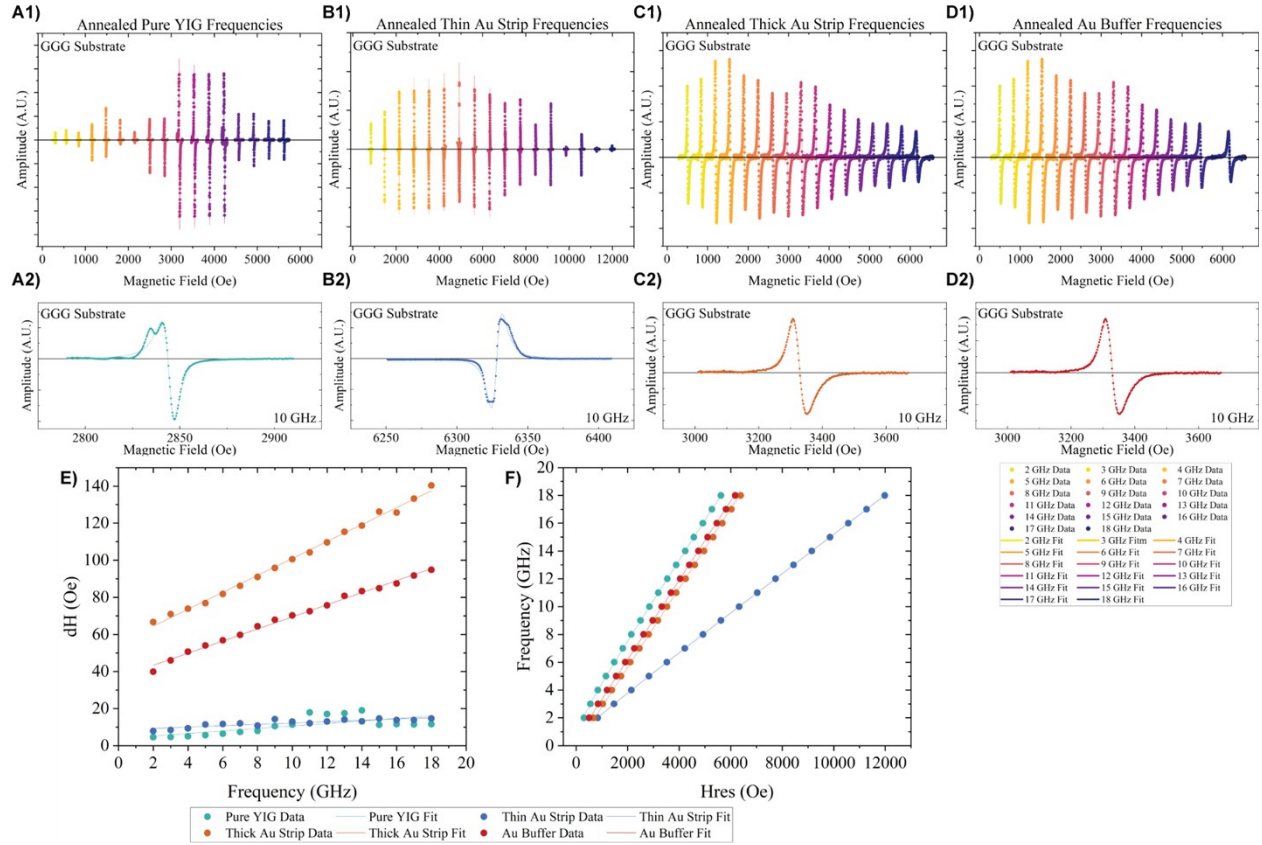 A1) Annealed Pure YIG Frequencies
GGG Substrate
Amplitude (A.U.)
0 1000 2000 3000 4000 5000 6000
Magnetic Field (Oe)
B1) Annealed Thin Au Strip Frequencies
GGG Substrate
Amplitude (A.U.)
0 2000 4000 6000 8000 10000 12000
Magnetic Field (Oe)
C1) Annealed Thick Au Strip Frequencies
GGG Substrate
Amplitude (A.U.)
0 1000 2000 3000 4000 5000 6000
Magnetic Field (Oe)
D1) Annealed Au Buffer Frequencies
GGG Substrate
Amplitude (A.U.)
0 1000 2000 3000 4000 5000 6000
Magnetic Field (Oe)
A2)
GGG Substrate
Amplitude (A.U.)
10 GHz
2800 2850 2900
Magnetic Field (Oe)
B2)
GGG Substrate
Amplitude (A.U.)
10 GHz
6250 6300 6350 6400
Magnetic Field (Oe)
C2)
GGG Substrate
Amplitude (A.U.)
10 GHz
3000 3200 3400 3600
Magnetic Field (Oe)
D2)
GGG Substrate
Amplitude (A.U.)
10 GHz
3000 3200 3400 3600
Magnetic Field (Oe)
E)
dH (Oe)
140
120
100
80
60
40
20
0
0 2 4 6 8 10 12 14 16 18 20
Frequency (GHz)
F)
Frequency (GHz)
20
18
16
14
12
10
8
6
4
2
0
0 2000 4000 6000 8000 10000 12000
Hres (Oe)
2 GHz Data 3 GHz Data 4 GHz Data
5 GHz Data 6 GHz Data 7 GHz Data
8 GHz Data 9 GHz Data 10 GHz Data
11 GHz Data 12 GHz Data 13 GHz Data
14 GHz Data 15 GHz Data 16 GHz Data
17 GHz Data 18 GHz Data
2 GHz Fit 3 GHz Fitm 4 GHz Fit
5 GHz Fit 6 GHz Fit 7 GHz Fit
8 GHz Fit 9 GHz Fit 10 GHz Fit
11 GHz Fit 12 GHz Fit 13 GHz Fit
14 GHz Fit 15 GHz Fit 16 GHz Fit
17 GHz Fit 18 GHz Fit
Pure YIG Data Pure YIG Fit Thin Au Strip Data Thin Au Strip Fit
Thick Au Strip Data Thick Au Strip Fit Au Buffer Data Au Buffer Fit